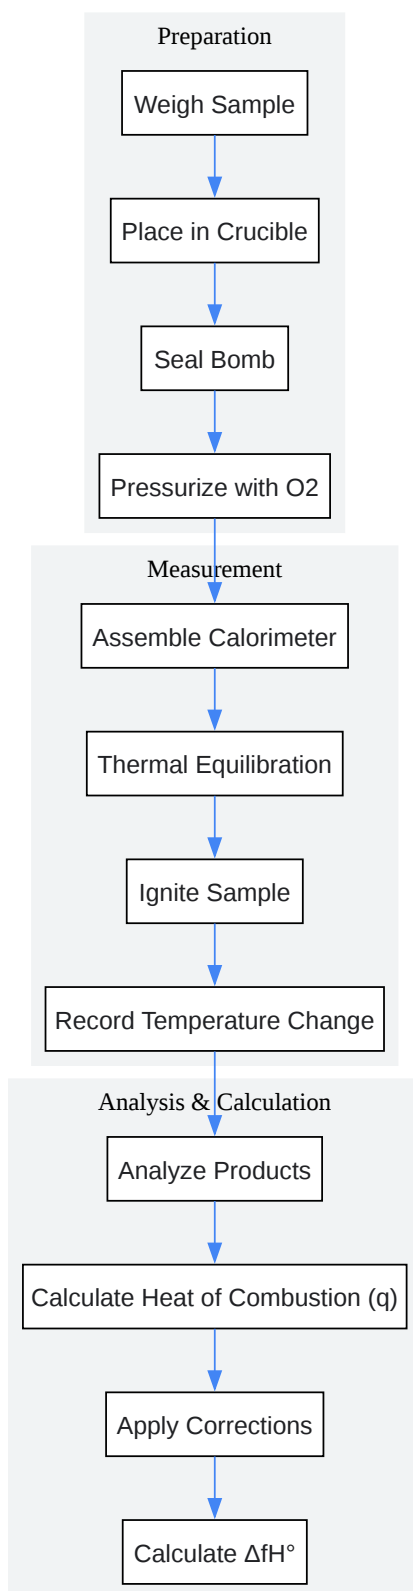 Preparation
Weigh Sample
Place in Crucible
Seal Bomb
Pressurize with O2
Measurement
Assemble Calorimeter
Thermal Equilibration
Ignite Sample
Record Temperature Change
Analysis & Calculation
Analyze Products
Calculate Heat of Combustion (q)
Apply Corrections
Calculate ΔfH°